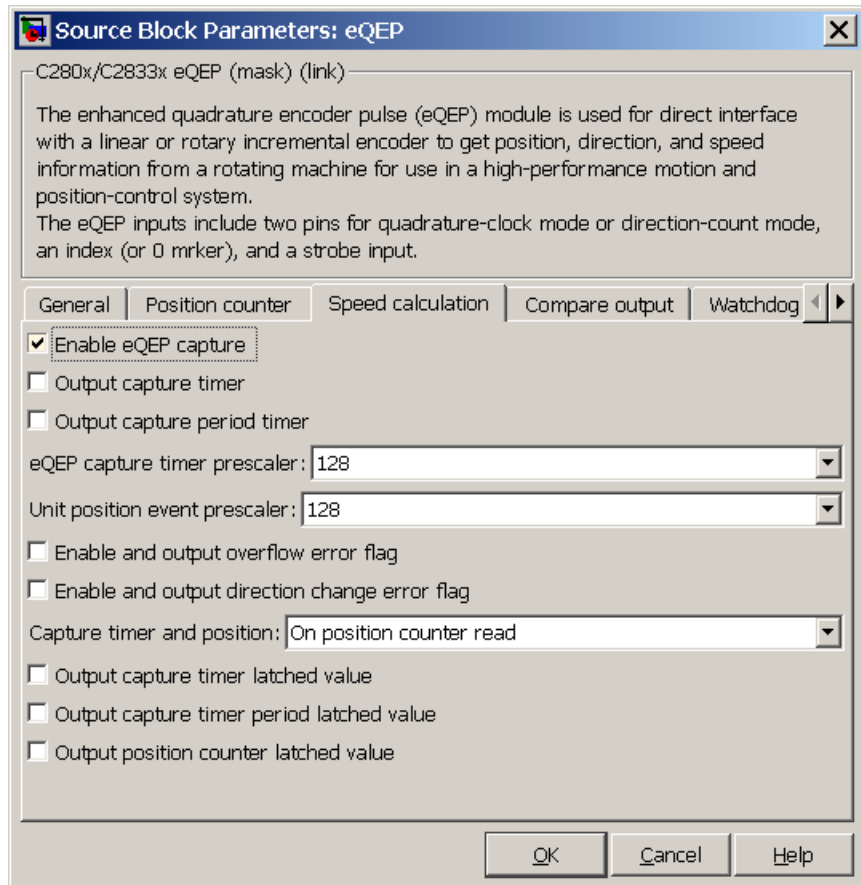 Source Block Parameters: eQEP
C280x/C2833x eQEP (mask) (link)
The enhanced quadrature encoder pulse (eQEP) module is used for direct interface
with a linear or rotary incremental encoder to get position, direction, and speed
information from a rotating machine for use in a high-performance motion and
position-control system.
The eQEP inputs include two pins for quadrature-clock mode or direction-count mode,
an index (or 0 mrker), and a strobe input.
General Position counter Speed calculation Compare output Watchdog
Enable eQEP capture
Output capture timer
Output capture period timer
eQEP capture timer prescaler: 128
Unit position event prescaler: 128
Enable and output overflow error flag
Enable and output direction change error flag
Capture timer and position: On position counter read
Output capture timer latched value
Output capture timer period latched value
Output position counter latched value
OK Cancel Help